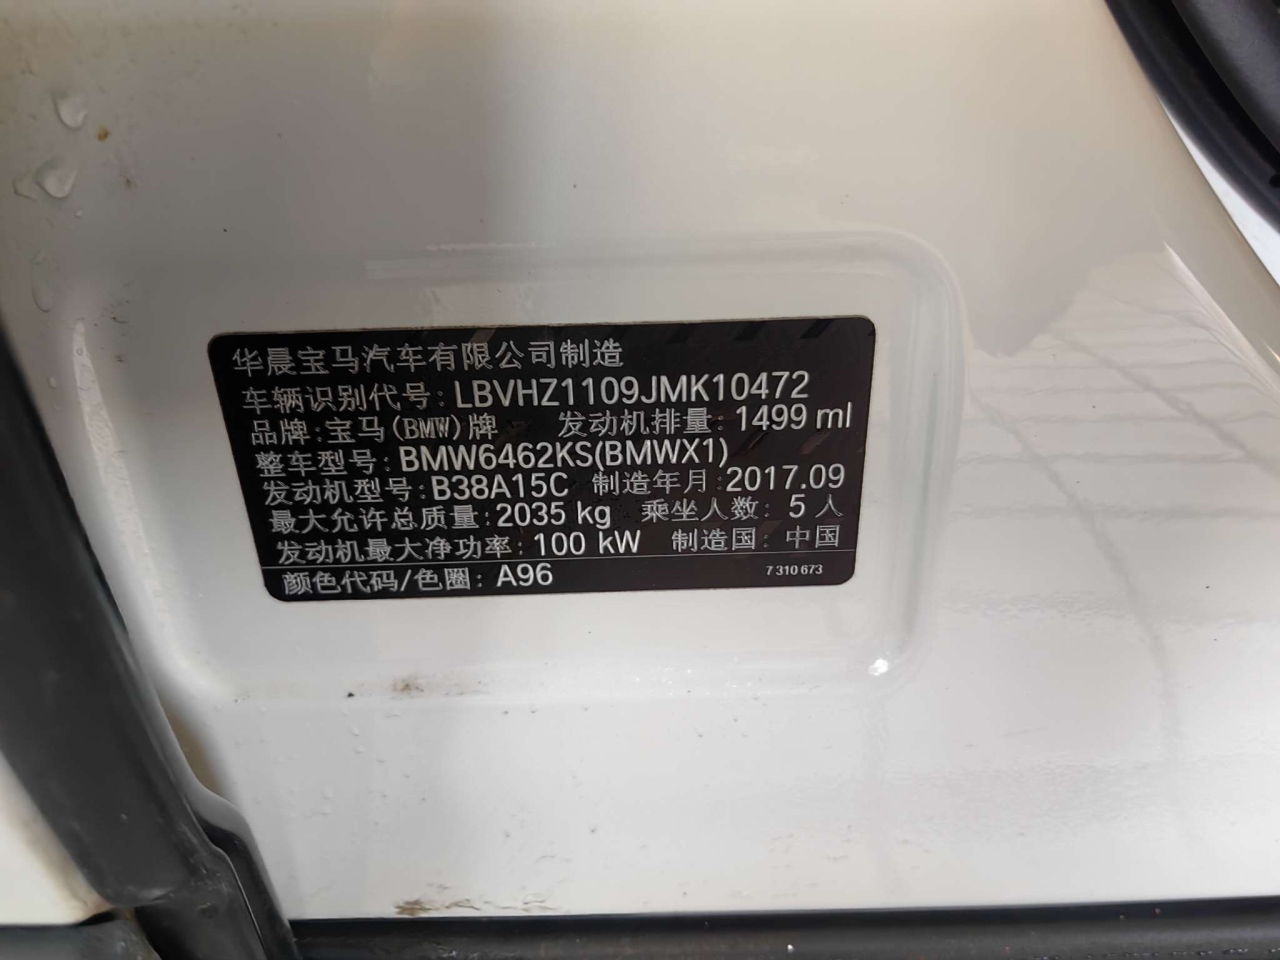 华晨宝马汽车有限公司制造
车辆识别代号: LBVHZ1109JMK10472
品牌: 宝马(BMW)牌 发动机排量: 1499 ml
整车型号: BMW6462KS(BMWX1)
发动机型号: B38A15C 制造年月: 2017.09
最大允许总质量: 2035 kg 乘坐人数: 5 人
发动机最大净功率: 100 kW 制造国: 中国
颜色代码/色圈: A96 7 310 673